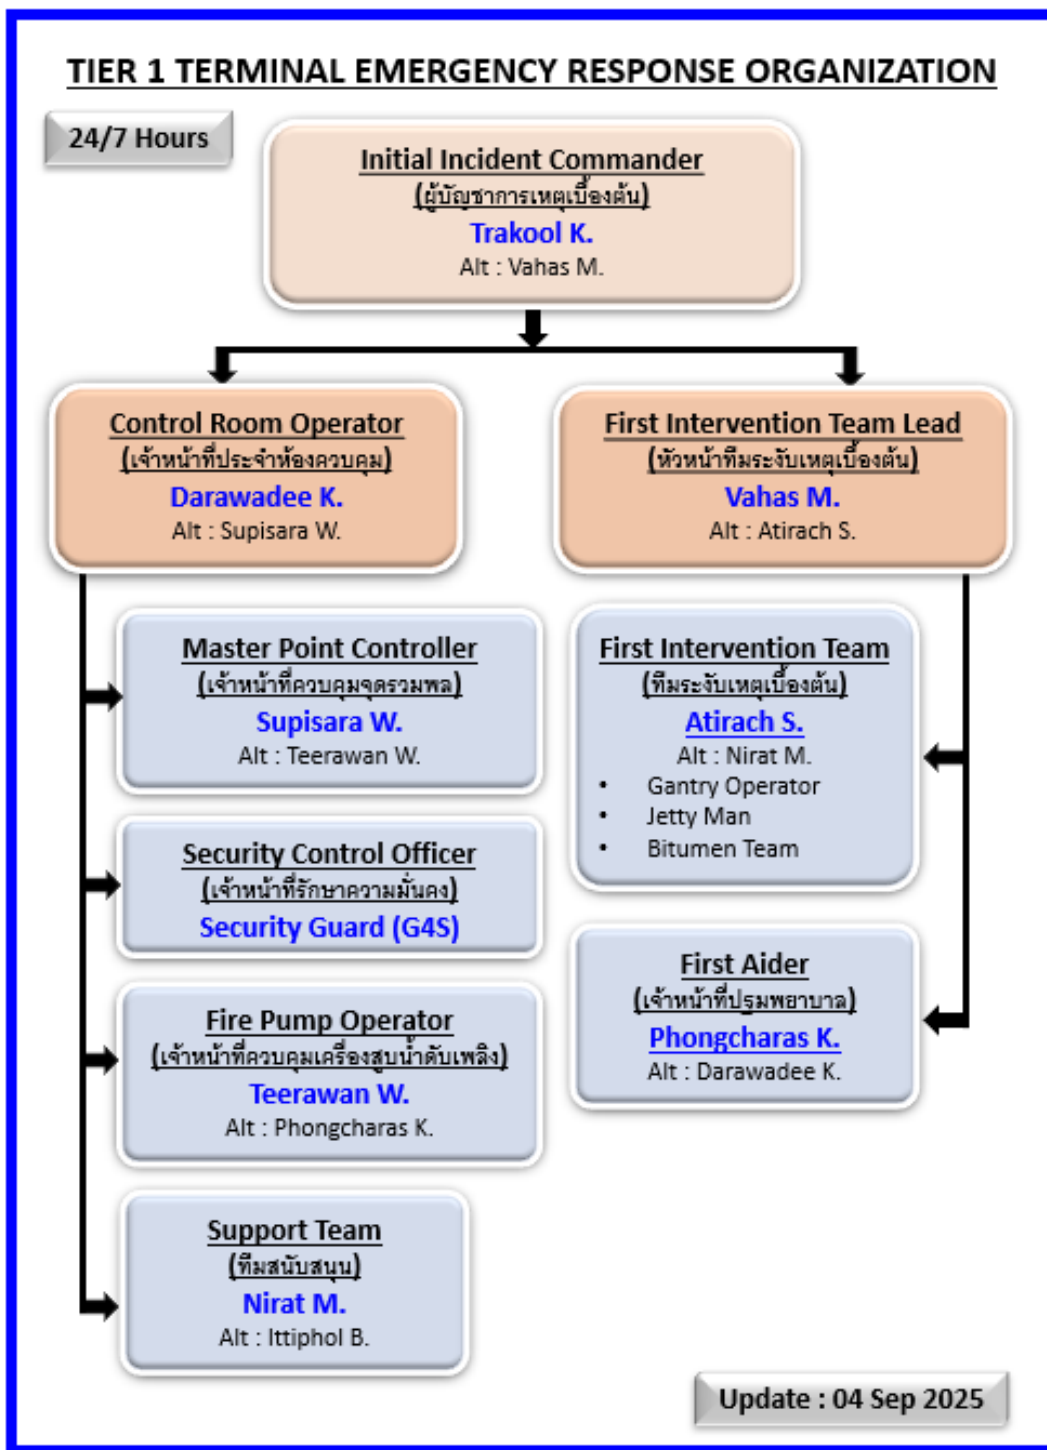 TIER 1 TERMINAL EMERGENCY RESPONSE ORGANIZATION
24/7 Hours
Initial Incident Commander
(ผู้บัญชาการเหตุเบื้องต้น)
Trakool K.
Alt : Vahas M.
Control Room Operator
(เจ้าหน้าที่ประจำห้องควบคุม)
Darawadee K.
Alt : Supisara W.
First Intervention Team Lead
(หัวหน้าทีมระงับเหตุเบื้องต้น)
Vahas M.
Alt : Atirach S.
Master Point Controller
(เจ้าหน้าที่ควบคุมจุดรวมพล)
Supisara W.
Alt : Teerawan W.
Security Control Officer
(เจ้าหน้าที่รักษาความมั่นคง)
Security Guard (G4S)
Fire Pump Operator
(เจ้าหน้าที่ควบคุมเครื่องสูบน้ำดับเพลิง)
Teerawan W.
Alt : Phongcharas K.
Support Team
(ทีมสนับสนุน)
Nirat M.
Alt : Ittiphol B.
First Intervention Team
(ทีมระงับเหตุเบื้องต้น)
Atirach S.
Alt : Nirat M.
• Gantry Operator
• Jetty Man
• Bitumen Team
First Aider
(เจ้าหน้าที่ปฐมพยาบาล)
Phongcharas K.
Alt : Darawadee K.
Update : 04 Sep 2025